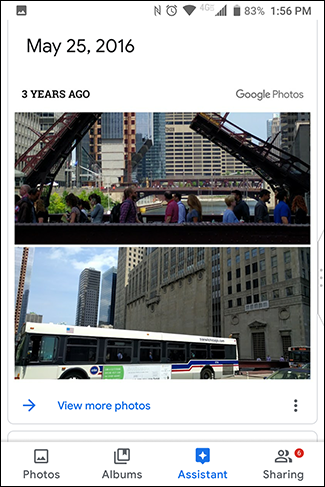 4GS 83% 1:56 PM
May 25, 2016
3 YEARS AGO Google Photos
View more photos
6
Photos Albums Assistant Sharing